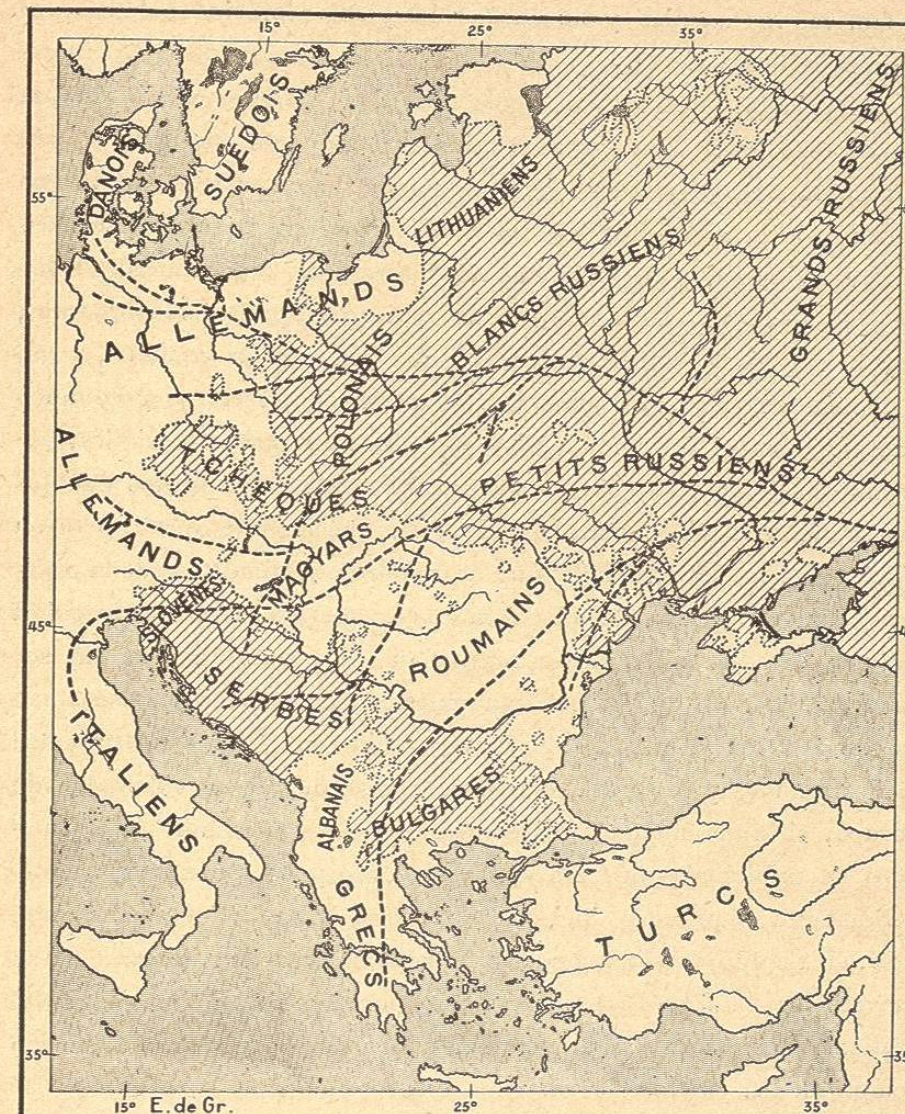 15° 25° 35°
SUÉDOIS
DANOIS
GRANDS RUSSIENS
55°
LITHUANIENS
BLANCS RUSSIENS
ALLEMANDS
POLONAIS
ALLEMANDS
TCHÈQUES
PETITS RUSSIENS
MAGYARS
SLOVÈNES
45°
ROUMAINS
SERBES
ITALIENS
ALBANAIS
BULGARES
GRECS
TURCS
35° 35°
15° E. de Gr. 25° 35°